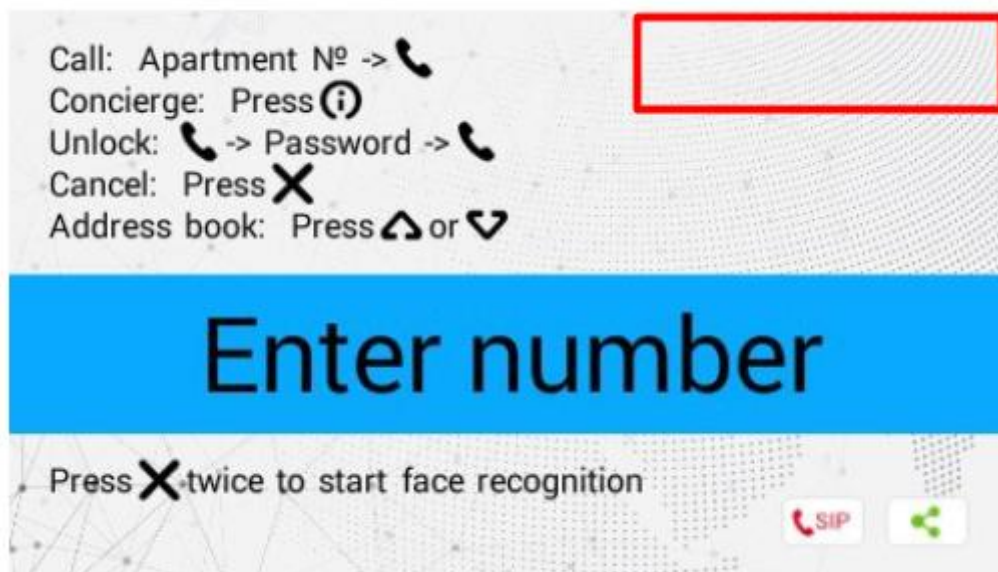 Call: Apartment № ->
Concierge: Press
Unlock: -> Password ->
Cancel: Press
Address book: Press or
Enter number
Press twice to start face recognition
SIP